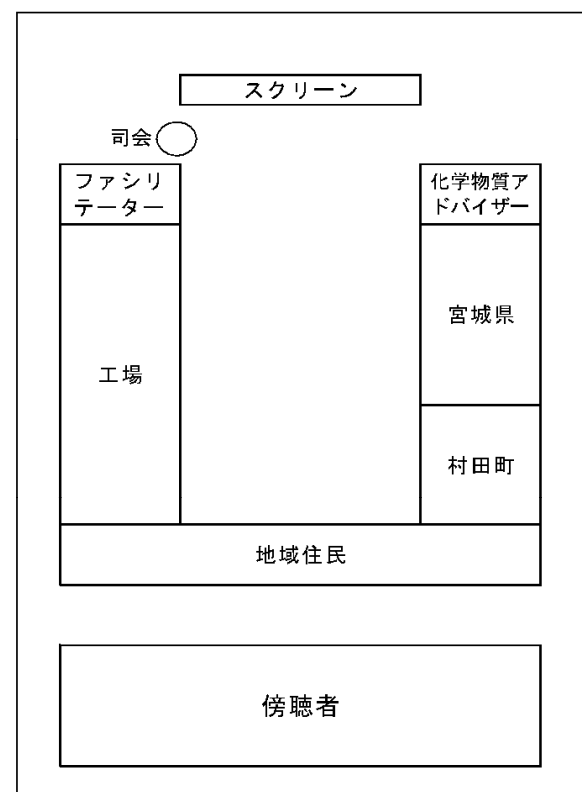 スクリーン
司会
ファシリ
テーター
化学物質ア
ドバイザー
宮城県
工場
村田町
地域住民
傍聴者